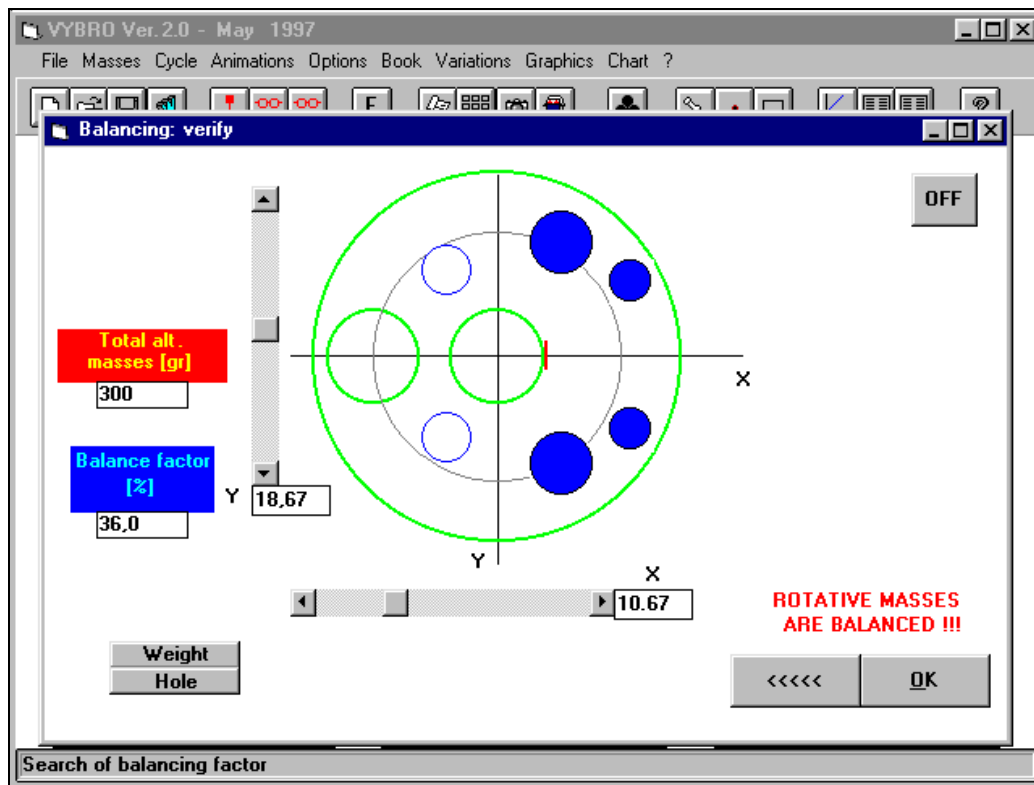 VYBRO Ver. 2.0 - May 1997
File Masses Cycle Animations Options Book Variations Graphics Chart ?
F
Balancing: verify
OFF
Total alt.
masses [gr]
300
X
Balance factor
[%]
36,0
Y 18,67
Y
X
10.67
ROTATIVE MASSES
ARE BALANCED !!!
Weight
Hole
<<<<<
OK
Search of balancing factor